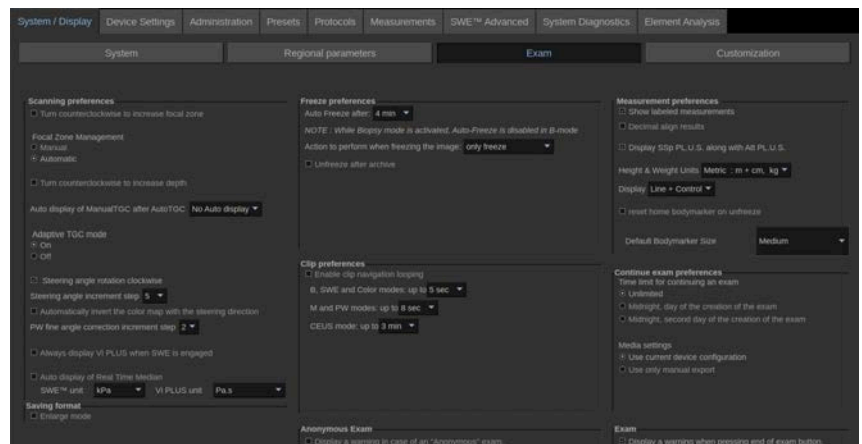 System / Display Device Settings Administration Presets Protocols Measurements SWE™ Advanced System Diagnostics Element Analysis
System Regional parameters Exam Customization
Scanning preferences
Turn counterclockwise to increase focal zone
Focal Zone Management
Manual
Automatic
Turn counterclockwise to increase depth
Auto display of ManualTGC after AutoTGC No Auto display
Adaptive TGC mode
On
Off
Steering angle rotation clockwise
Steering angle increment step 5
Automatically invert the color map with the steering direction
PW fine angle correction increment step 2
Always display Vi PLUS when SWE is engaged
Auto display of Real Time Median
SWE™ unit kPa Vi PLUS unit Pa.s
Saving format
Enlarge mode
Freeze preferences
Auto Freeze after: 4 min
NOTE : While Biopsy mode is activated, Auto-Freeze is disabled in B-mode
Action to perform when freezing the image: only freeze
Unfreeze after archive
Clip preferences
Enable clip navigation looping
B, SWE and Color modes: up to 5 sec
M and PW modes: up to 8 sec
CEUS mode: up to 3 min
Anonymous Exam
Display a warning in case of an "Anonymous" exam.
Measurement preferences
Show labeled measurements
Decimal align results
Display SSp PL.U.S. along with Att PL.U.S.
Height & Weight Units Metric : m + cm, kg
Display Line + Control
reset home bodymarker on unfreeze
Default Bodymarker Size Medium
Continue exam preferences
Time limit for continuing an exam
Unlimited
Midnight, day of the creation of the exam
Midnight, second day of the creation of the exam
Media settings
Use current device configuration
Use only manual export
Exam
Display a warning when pressing end of exam button.